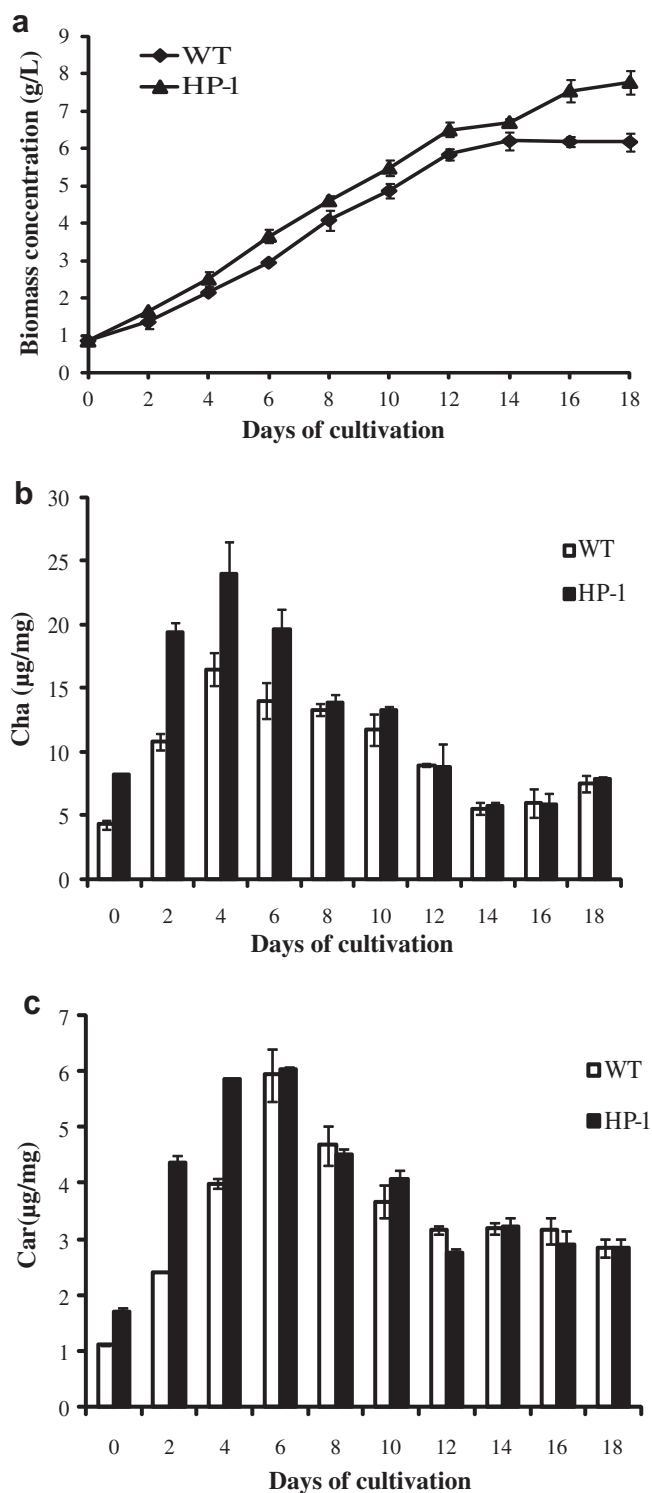 a
9
8
7
6
5
4
3
2
1
0
Biomass concentration (g/L)
WT
HP-1
0 2 4 6 8 10 12 14 16 18
Days of cultivation
b
30
25
20
15
10
5
0
Cha (µg/mg)
WT
HP-1
0 2 4 6 8 10 12 14 16 18
Days of cultivation
c
7
6
5
4
3
2
1
0
Car(µg/mg)
WT
HP-1
0 2 4 6 8 10 12 14 16 18
Days of cultivation